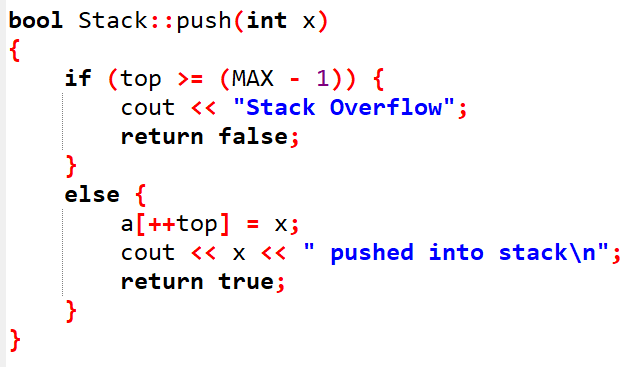 bool Stack::push(int x)
{
    if (top >= (MAX - 1)) {
        cout << "Stack Overflow";
        return false;
    }
    else {
        a[++top] = x;
        cout << x << " pushed into stack\n";
        return true;
    }
}